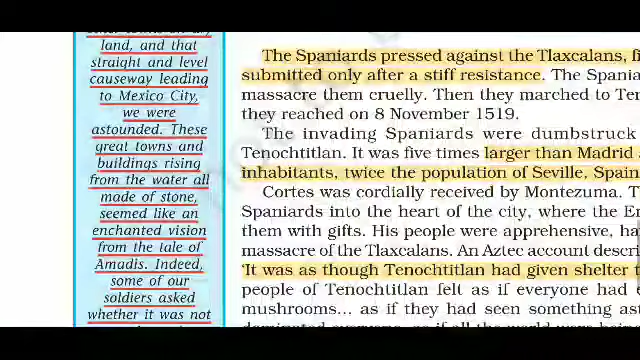 land, and that
straight and level
causeway leading
to Mexico City,
we were
astounded. These
great towns and
buildings rising
from the water all
made of stone,
seemed like an
enchanted vision
from the tale of
Amadis. Indeed,
some of our
soldiers asked
whether it was not
The Spaniards pressed against the Tlaxcalans,
submitted only after a stiff resistance. The
massacre them cruelly. Then they marched to
they reached on 8 November 1519.
The invading Spaniards were dumbstruck
Tenochtitlan. It was five times larger than Madrid
inhabitants, twice the population of Seville, Spain
Cortes was cordially received by Montezuma.
Spaniards into the heart of the city, where the
them with gifts. His people were apprehensive,
massacre of the Tlaxcalans. An Aztec account
'It was as though Tenochtitlan had given shelter
people of Tenochtitlan felt as if everyone had
mushrooms... as if they had seen something